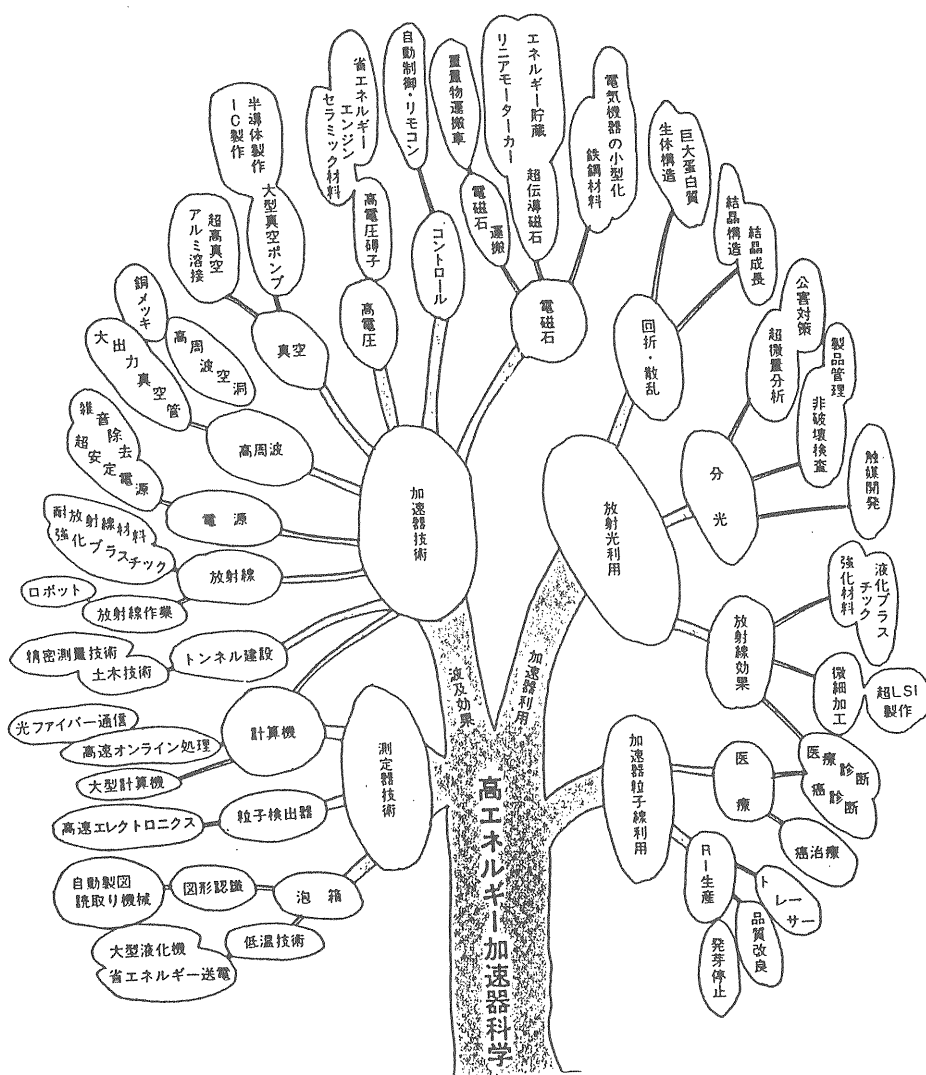 高エネルギー加速器科学
波及効果
加速器利用
加速器技術
電磁石
電磁石
運搬
重量物運搬車
超伝導磁石
エネルギー貯蔵
リニアモーターカー
鉄鋼材料
電気機器の小型化
コントロール
自動制御・リモコン
高電圧
高電圧碍子
省エネルギー
エンジン
セラミック材料
真空
大型真空ポンプ
半導体製作
IC製作
超高真空
アルミ溶接
高周波
高周波空洞
銅メッキ
大出力真空管
電源
雑音除去
超安定電源
放射線
耐放射線材料
強化プラスチック
放射線作業
ロボット
トンネル建設
精密測量技術
土木技術
計算機
光ファイバー通信
高速オンライン処理
大型計算機
測定器技術
粒子検出器
高速エレクトロニクス
泡箱
図形認識
自動製図
読取り機械
低温技術
大型液化機
省エネルギー送電
放射光利用
回折・散乱
巨大蛋白質
生体構造
結晶成長
結晶構造
分光
公害対策
超微量分析
製品管理
非破壊検査
触媒開発
放射線効果
液化プラスチック
強化材料
微細加工
超LSI
製作
医療診断
癌診断
加速器粒子線利用
医療
癌治療
RI生産
トレーサー
品質改良
発芽停止